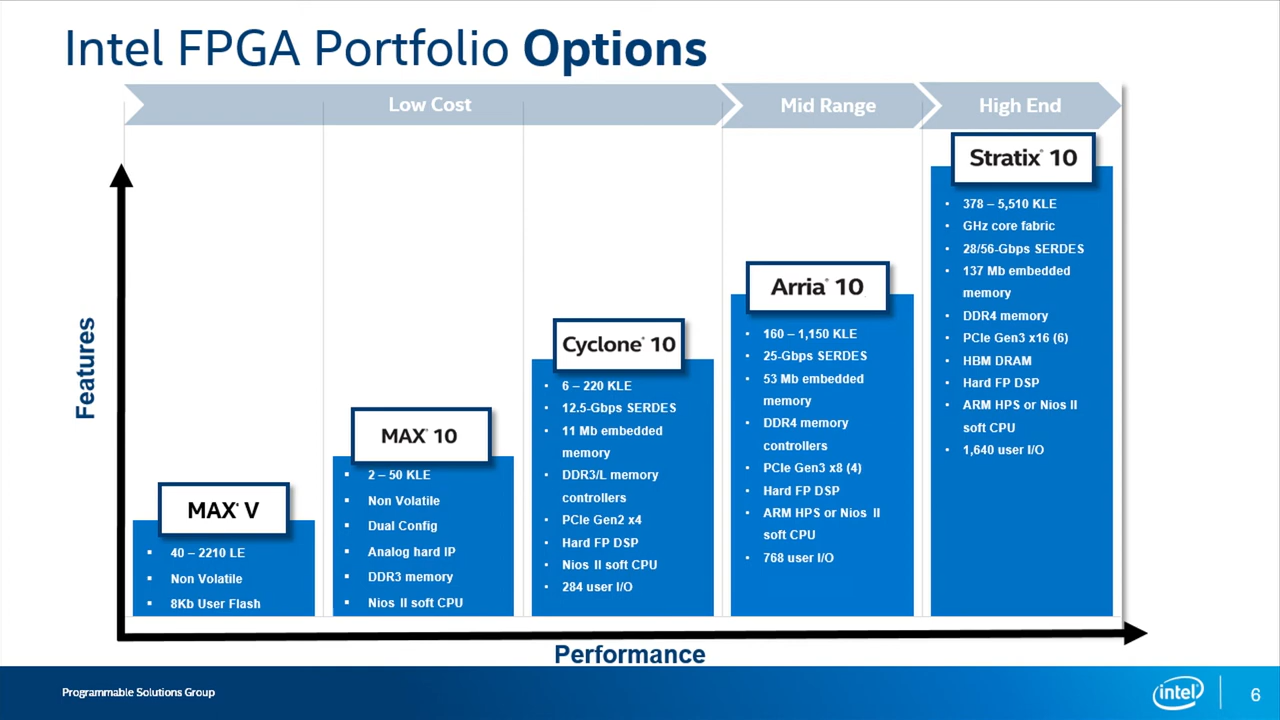 Intel FPGA Portfolio Options
Low Cost
Mid Range
High End
Features
MAX® V
▪ 40 – 2210 LE
▪ Non Volatile
▪ 8Kb User Flash
MAX® 10
▪ 2 – 50 KLE
▪ Non Volatile
▪ Dual Config
▪ Analog hard IP
▪ DDR3 memory
▪ Nios II soft CPU
Cyclone® 10
• 6 – 220 KLE
• 12.5-Gbps SERDES
• 11 Mb embedded
memory
• DDR3/L memory
controllers
• PCIe Gen2 x4
• Hard FP DSP
• Nios II soft CPU
• 284 user I/O
Arria® 10
• 160 – 1,150 KLE
• 25-Gbps SERDES
• 53 Mb embedded
memory
• DDR4 memory
controllers
• PCIe Gen3 x8 (4)
• Hard FP DSP
• ARM HPS or Nios II
soft CPU
• 768 user I/O
Stratix® 10
• 378 – 5,510 KLE
• GHz core fabric
• 28/56-Gbps SERDES
• 137 Mb embedded
memory
• DDR4 memory
• PCIe Gen3 x16 (6)
• HBM DRAM
• Hard FP DSP
• ARM HPS or Nios II
soft CPU
• 1,640 user I/O
Performance
Programmable Solutions Group
intel
6